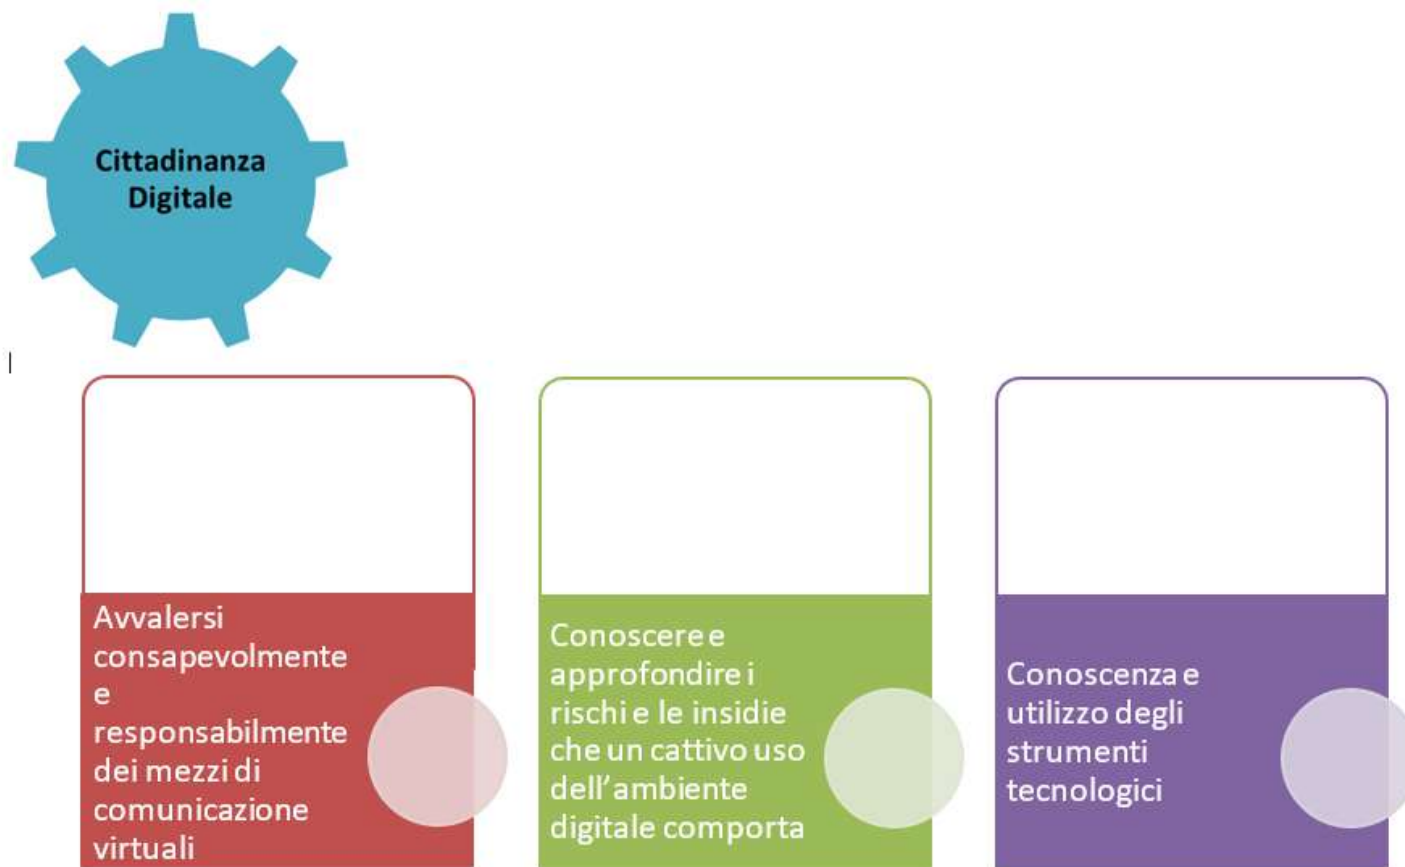 Cittadinanza
Digitale
Avvalersi
consapevolmente
e
responsabilmente
dei mezzi di
comunicazione
virtuali
Conoscere e
approfondire i
rischi e le insidie
che un cattivo uso
dell’ambiente
digitale comporta
Conoscenza e
utilizzo degli
strumenti
tecnologici